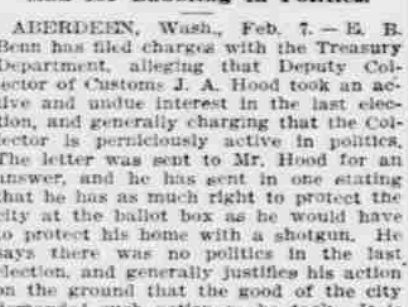 ABERDEEN, Wash., Feb. 7. — E. B.
Benn has filed charges with the Treasury
Department, alleging that Deputy Col-
lector of Customs J. A. Hood took an ac-
tive and undue interest in the last elec-
tion, and generally charging that the Col-
lector is perniciously active in politics.
The letter was sent to Mr. Hood for an
answer, and he has sent in one stating
that he has as much right to protect the
city at the ballot box as he would have
to protect his home with a shotgun. He
says there was no politics in the last
election, and generally justifies his action
on the ground that the good of the city